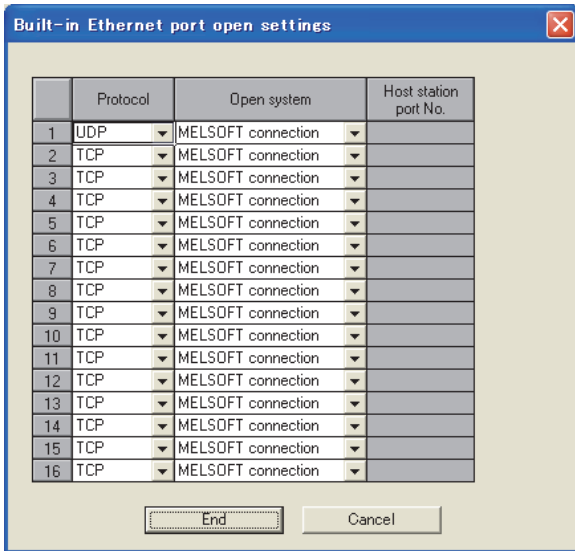 Built-in Ethernet port open settings
Protocol Open system Host station port No.
1 UDP MELSOFT connection
2 TCP MELSOFT connection
3 TCP MELSOFT connection
4 TCP MELSOFT connection
5 TCP MELSOFT connection
6 TCP MELSOFT connection
7 TCP MELSOFT connection
8 TCP MELSOFT connection
9 TCP MELSOFT connection
10 TCP MELSOFT connection
11 TCP MELSOFT connection
12 TCP MELSOFT connection
13 TCP MELSOFT connection
14 TCP MELSOFT connection
15 TCP MELSOFT connection
16 TCP MELSOFT connection
End Cancel